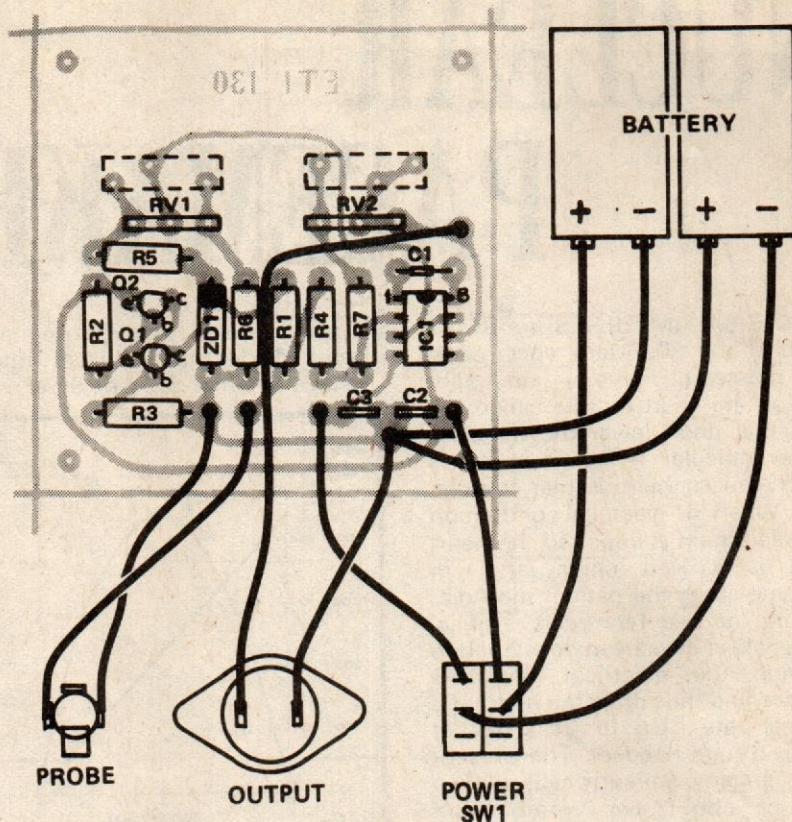 ETI 130
BATTERY
+ − + −
RV1 RV2
R5
C1
Q2
e c
b
R2
Q1
e c
b
ZD1
R6
R1
R4
R7
1 8
IC1
R3
C3 C2
PROBE
OUTPUT
POWER
SW1